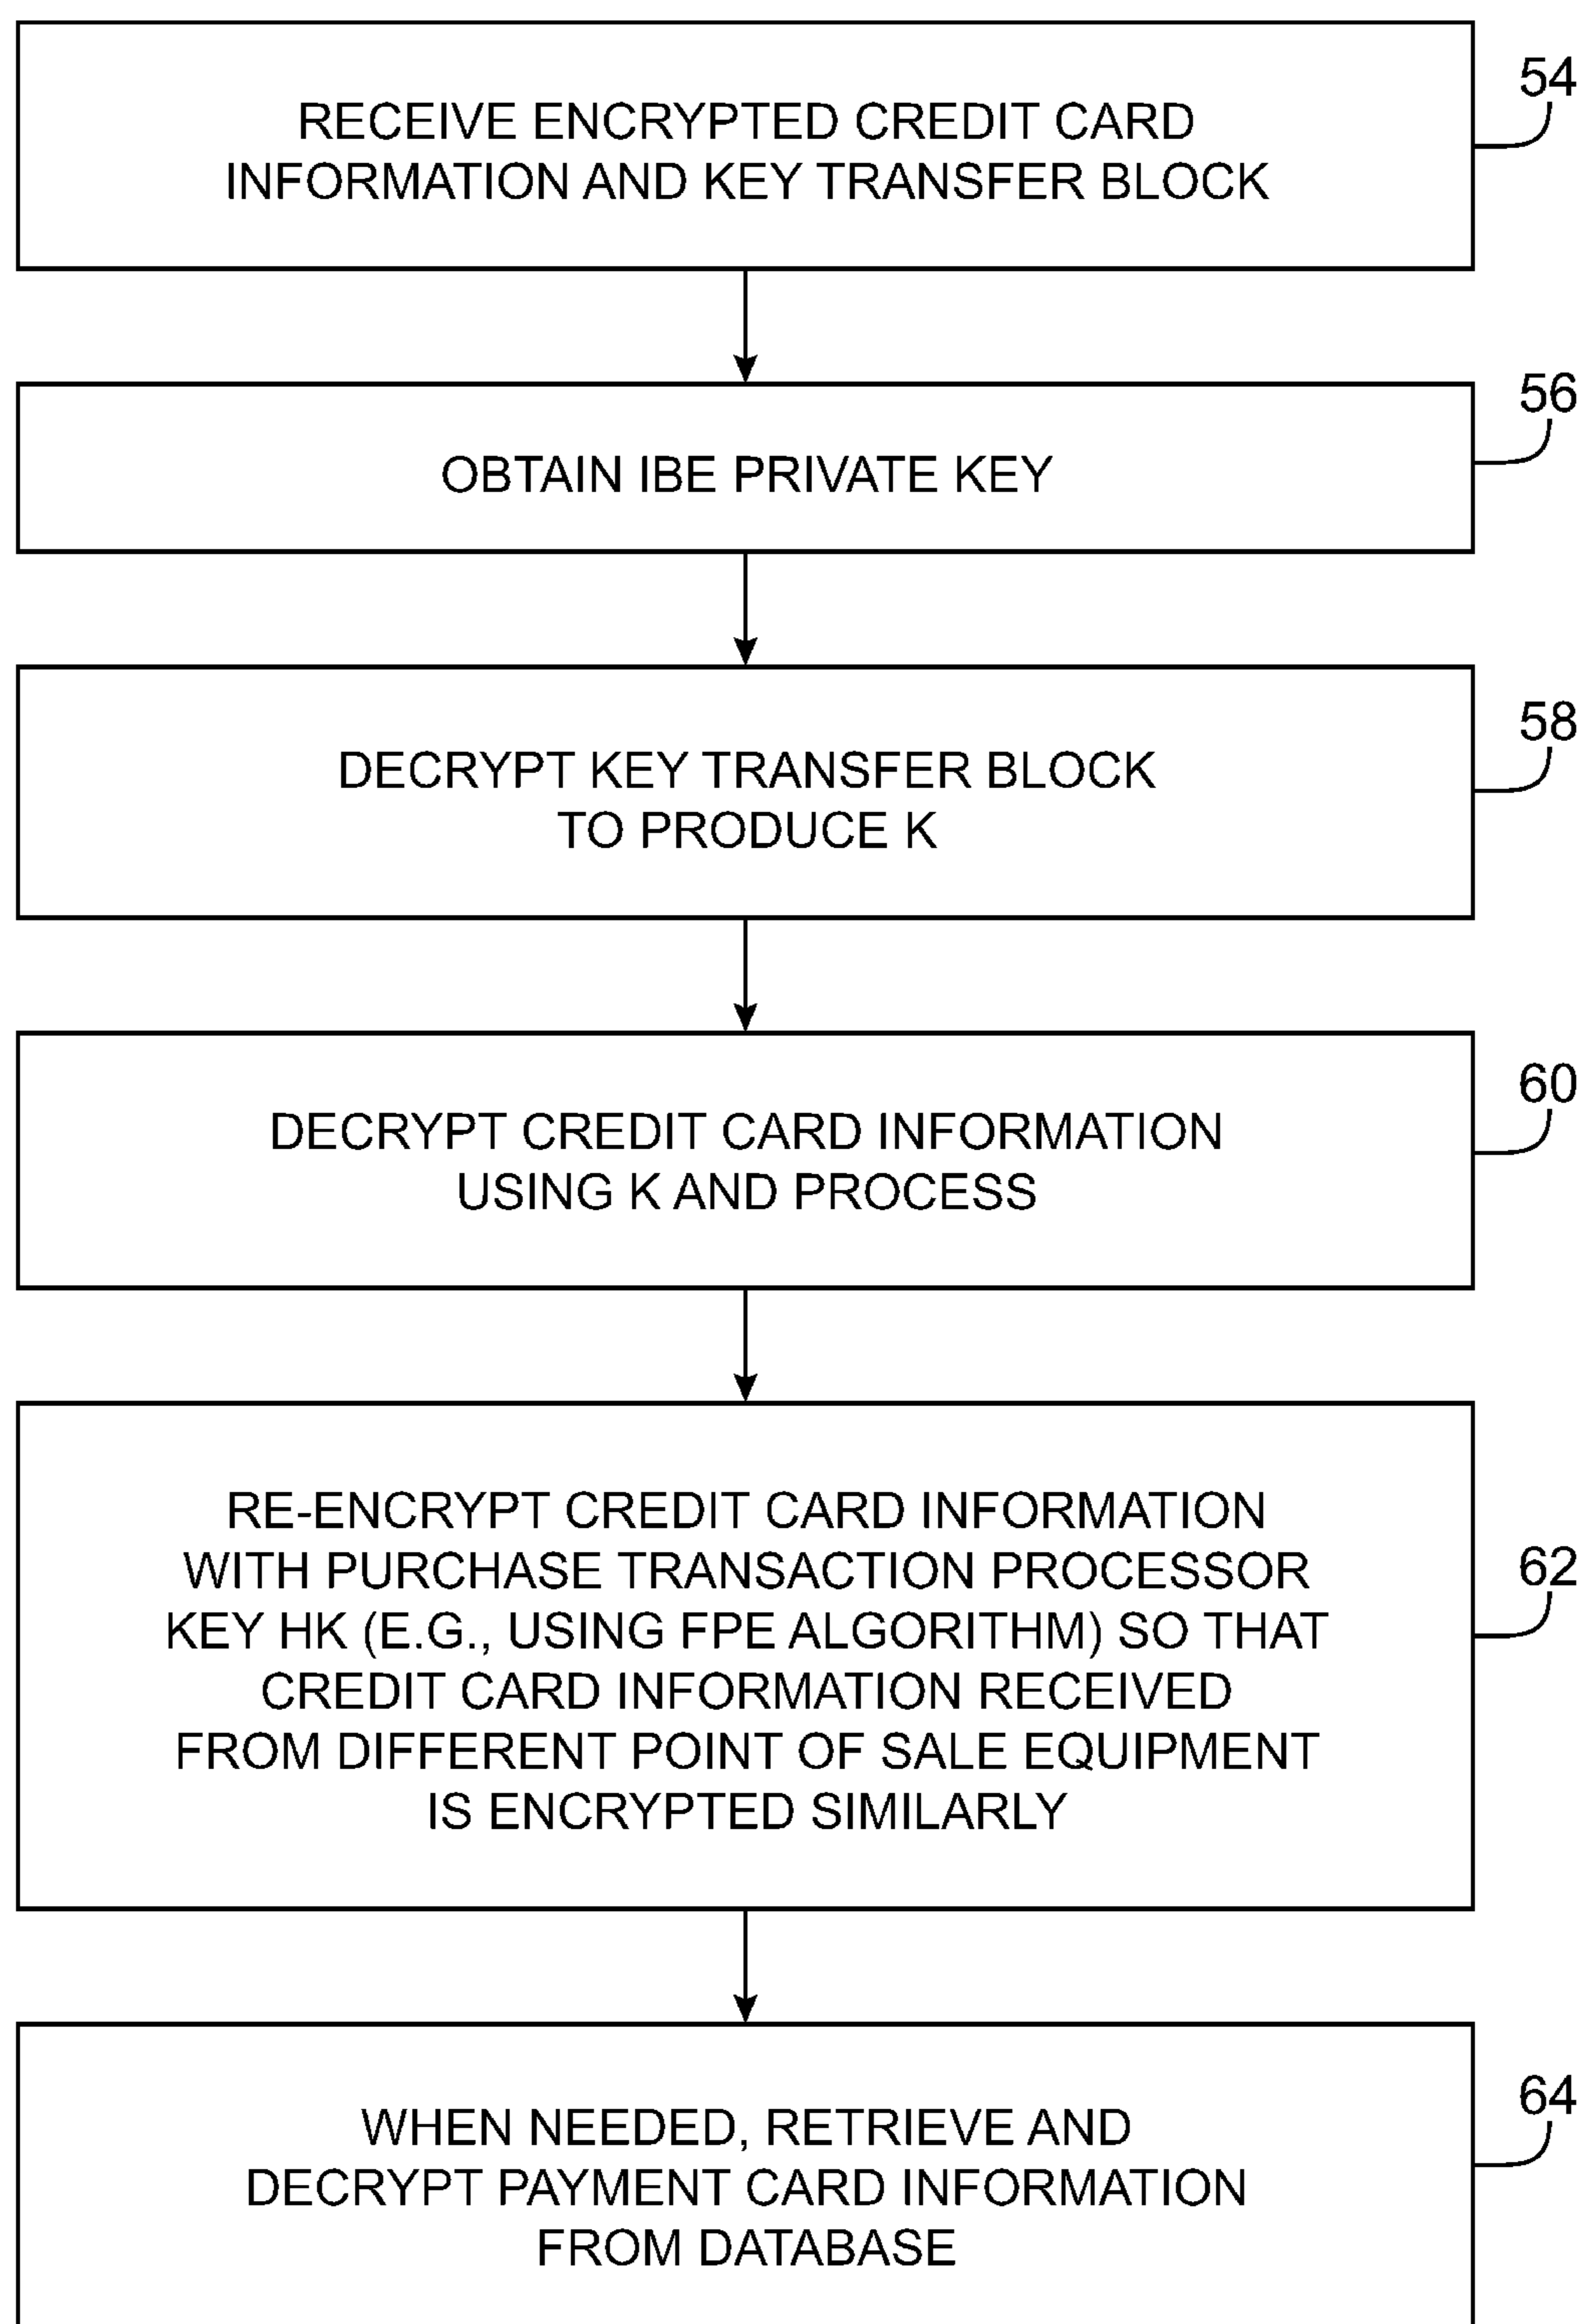 RECEIVE ENCRYPTED CREDIT CARD
INFORMATION AND KEY TRANSFER BLOCK
54
OBTAIN IBE PRIVATE KEY
56
DECRYPT KEY TRANSFER BLOCK
TO PRODUCE K
58
DECRYPT CREDIT CARD INFORMATION
USING K AND PROCESS
60
RE-ENCRYPT CREDIT CARD INFORMATION
WITH PURCHASE TRANSACTION PROCESSOR
KEY HK (E.G., USING FPE ALGORITHM) SO THAT
CREDIT CARD INFORMATION RECEIVED
FROM DIFFERENT POINT OF SALE EQUIPMENT
IS ENCRYPTED SIMILARLY
62
WHEN NEEDED, RETRIEVE AND
DECRYPT PAYMENT CARD INFORMATION
FROM DATABASE
64